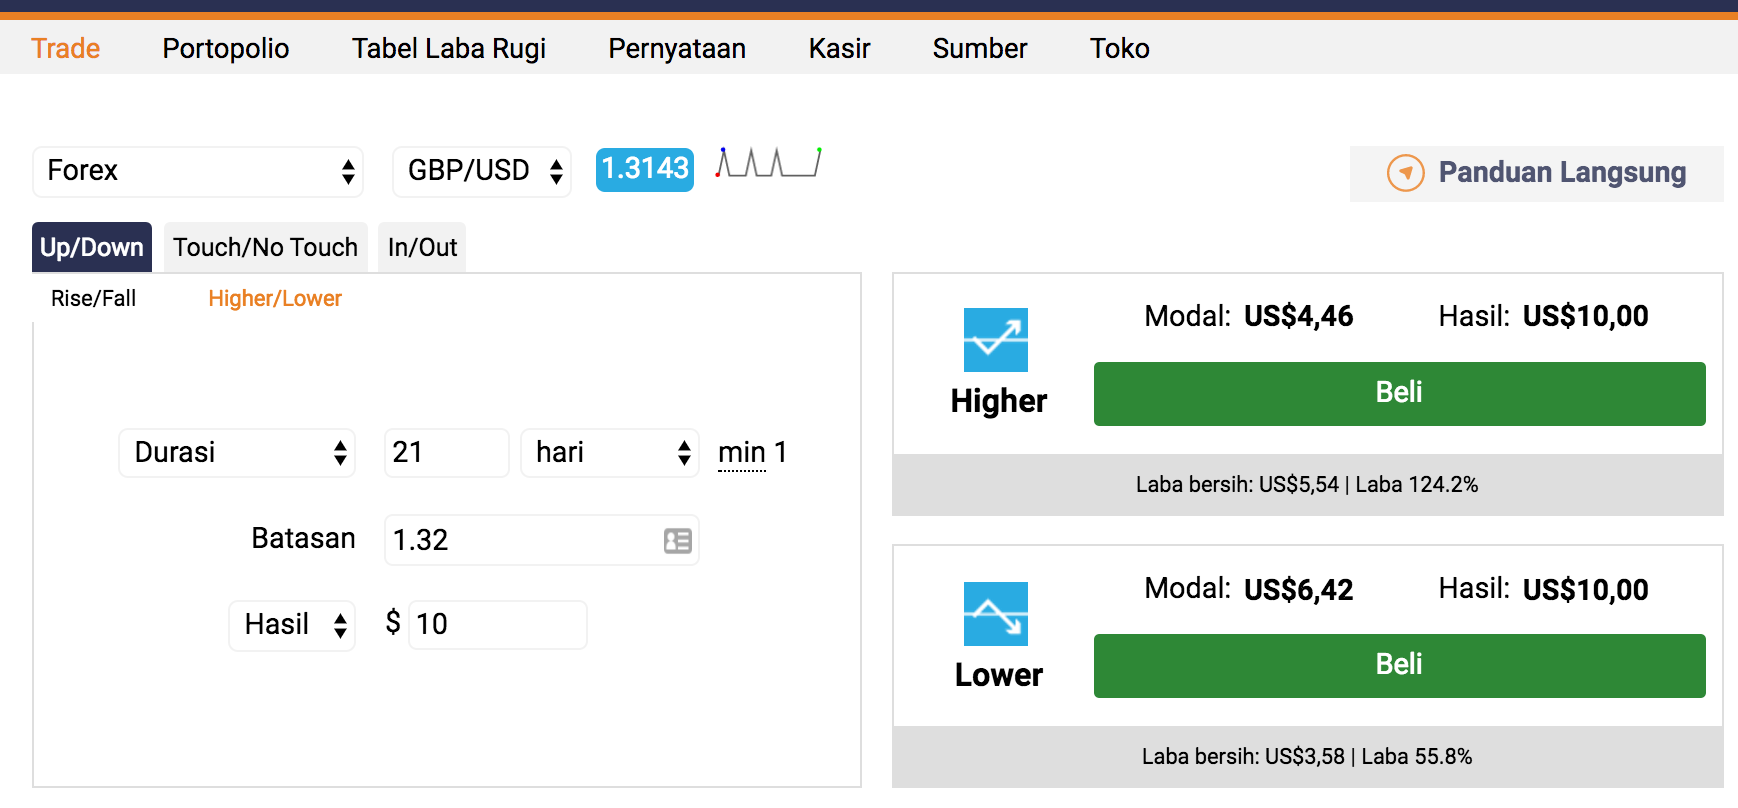 Trade Portopolio Tabel Laba Rugi Pernyataan Kasir Sumber Toko
Forex GBP/USD 1.3143 Panduan Langsung
Up/Down Touch/No Touch In/Out
Rise/Fall Higher/Lower
Durasi 21 hari min 1
Batasan 1.32
Hasil $ 10
Modal: US$4,46 Hasil: US$10,00
Higher Beli
Laba bersih: US$5,54 | Laba 124.2%
Modal: US$6,42 Hasil: US$10,00
Lower Beli
Laba bersih: US$3,58 | Laba 55.8%